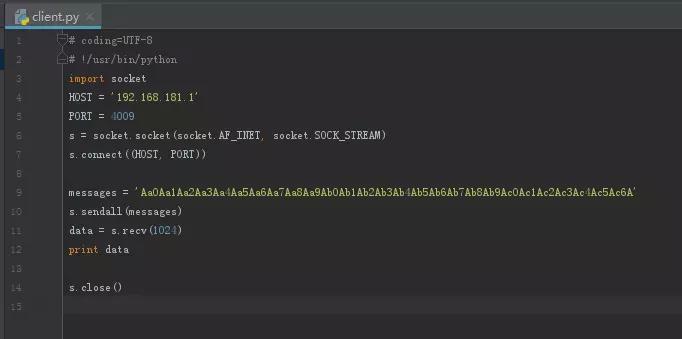 client.py
1 # coding=UTF-8
2 # !/usr/bin/python
3 import socket
4 HOST = '192.168.181.1'
5 PORT = 4009
6 s = socket.socket(socket.AF_INET, socket.SOCK_STREAM)
7 s.connect((HOST, PORT))
8
9 messages = 'Aa0Aa1Aa2Aa3Aa4Aa5Aa6Aa7Aa8Aa9Ab0Ab1Ab2Ab3Ab4Ab5Ab6Ab7Ab8Ab9Ac0Ac1Ac2Ac3Ac4Ac5Ac6A'
10 s.sendall(messages)
11 data = s.recv(1024)
12 print data
13
14 s.close()
15